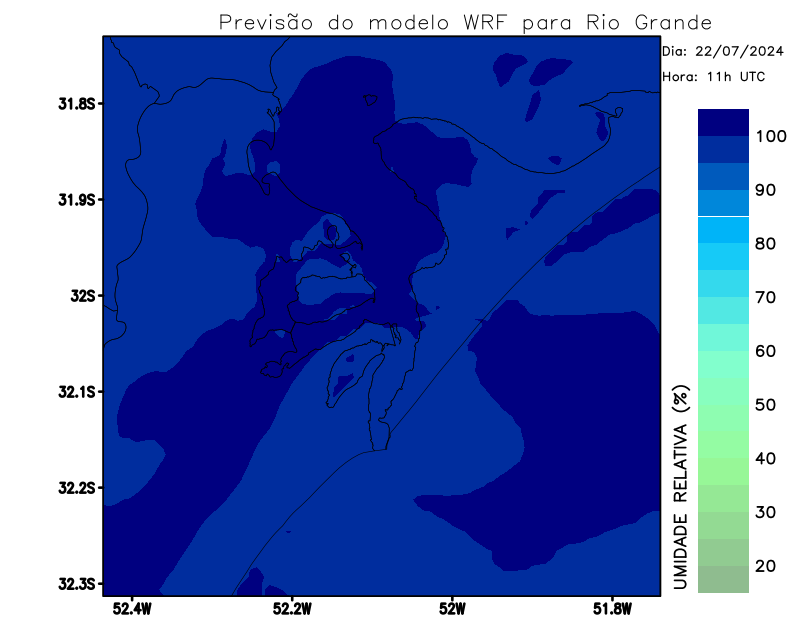 Previsão do modelo WRF para Rio Grande
Dia: 22/07/2024
Hora: 11h UTC
31.8S
31.9S
32S
32.1S
32.2S
32.3S
52.4W
52.2W
52W
51.8W
100
90
80
70
60
50
40
30
20
UMIDADE RELATIVA (%)